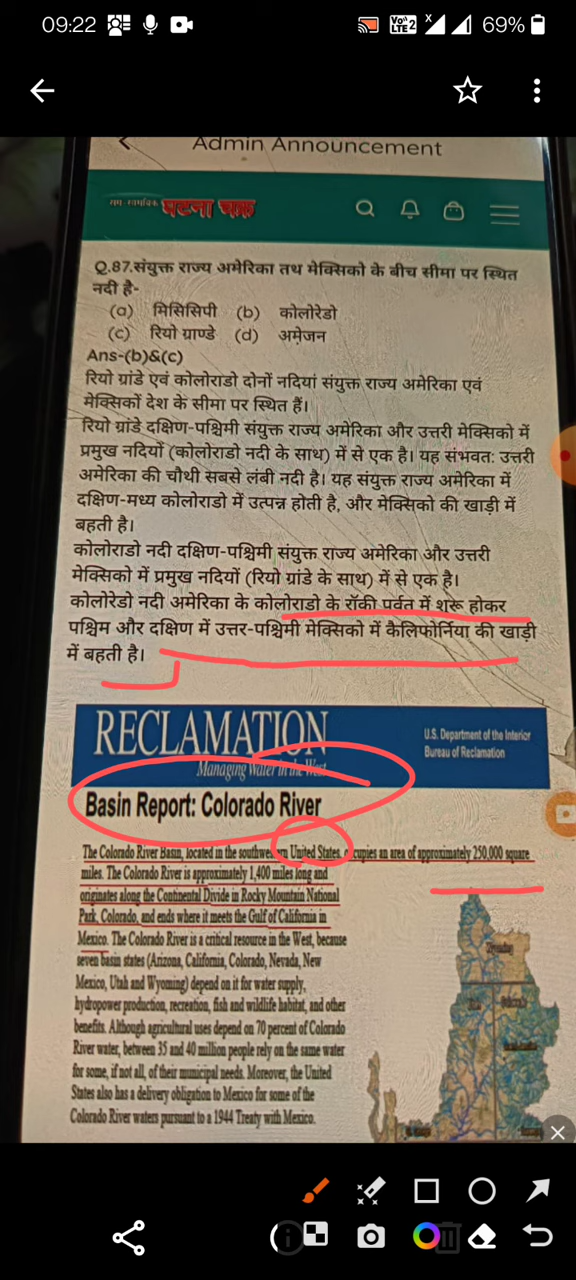 09:22
Vo LTE 2
X
69%
Admin Announcement
सम-सामयिक घटना चक्र
Q.87.संयुक्त राज्य अमेरिका तथ मेक्सिको के बीच सीमा पर स्थित
नदी है-
(a) मिसिसिपी (b) कोलोरेडो
(c) रियो ग्राण्डे (d) अमेजन
Ans-(b)&(c)
रियो ग्रांडे एवं कोलोराडो दोनों नदियां संयुक्त राज्य अमेरिका एवं
मेक्सिकों देश के सीमा पर स्थित हैं।
रियो ग्रांडे दक्षिण-पश्चिमी संयुक्त राज्य अमेरिका और उत्तरी मेक्सिको में
प्रमुख नदियों (कोलोराडो नदी के साथ) में से एक है। यह संभवत: उत्तरी
अमेरिका की चौथी सबसे लंबी नदी है। यह संयुक्त राज्य अमेरिका में
दक्षिण-मध्य कोलोराडो में उत्पन्न होती है, और मेक्सिको की खाड़ी में
बहती है।
कोलोराडो नदी दक्षिण-पश्चिमी संयुक्त राज्य अमेरिका और उत्तरी
मेक्सिको में प्रमुख नदियों (रियो ग्रांडे के साथ) में से एक है।
कोलोरेडो नदी अमेरिका के कोलोराडो के रॉकी पर्वत में शुरू होकर
पश्चिम और दक्षिण में उत्तर-पश्चिमी मेक्सिको में कैलिफोर्निया की खाड़ी
में बहती है।
RECLAMATION
Managing Water in the West
U.S. Department of the Interior
Bureau of Reclamation
Basin Report: Colorado River
The Colorado River Basin, located in the southwestern United States, occupies an area of approximately 250,000 square
miles. The Colorado River is approximately 1,400 miles long and
originates along the Continental Divide in Rocky Mountain National
Park, Colorado, and ends where it meets the Gulf of California in
Mexico. The Colorado River is a critical resource in the West, because
seven basin states (Arizona, California, Colorado, Nevada, New
Mexico, Utah and Wyoming) depend on it for water supply,
hydropower production, recreation, fish and wildlife habitat, and other
benefits. Although agricultural uses depend on 70 percent of Colorado
River water, between 35 and 40 million people rely on the same water
for some, if not all, of their municipal needs. Moreover, the United
States also has a delivery obligation to Mexico for some of the
Colorado River waters pursuant to a 1944 Treaty with Mexico.
Wyoming